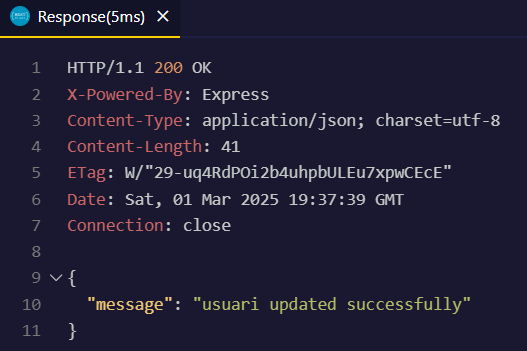 Response(5ms)
1 HTTP/1.1 200 OK
2 X-Powered-By: Express
3 Content-Type: application/json; charset=utf-8
4 Content-Length: 41
5 ETag: W/"29-uq4RdPOi2b4uhpbULEu7xpwCEcE"
6 Date: Sat, 01 Mar 2025 19:37:39 GMT
7 Connection: close
8
9 {
10 "message": "usuari updated successfully"
11 }